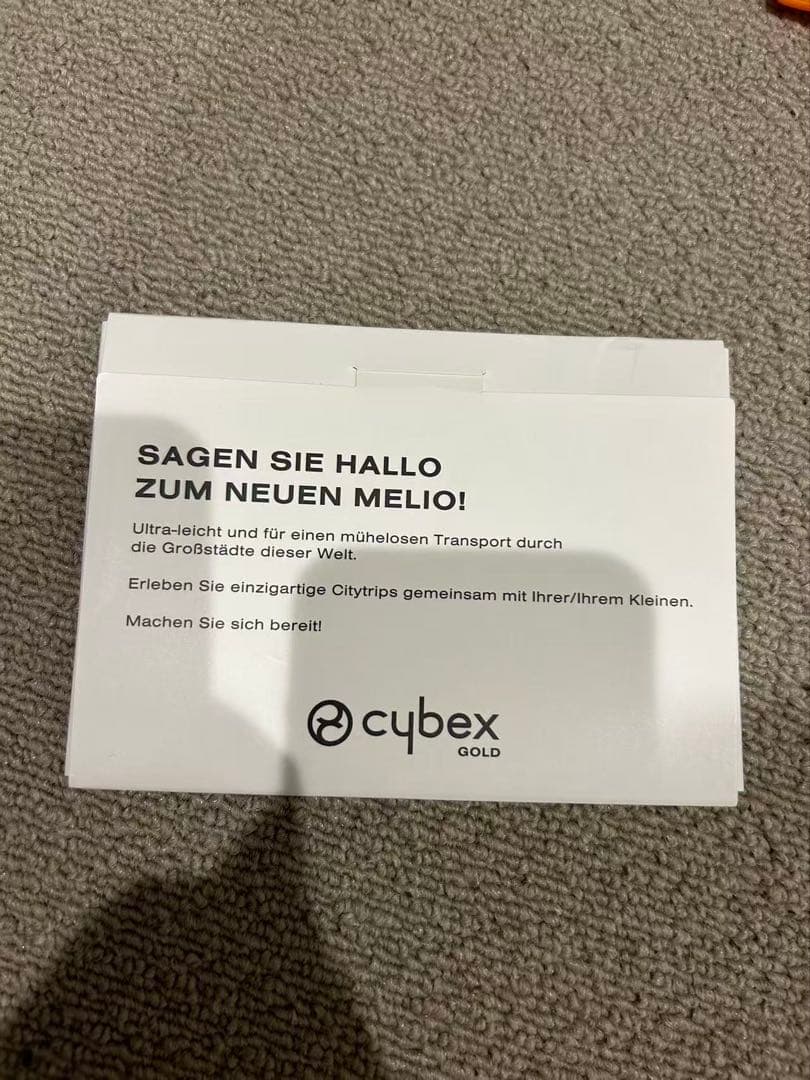 SAGEN SIE HALLO
ZUM NEUEN MELIO!
Ultra-leicht und für einen mühelosen Transport durch
die Großstädte dieser Welt.
Erleben Sie einzigartige Citytrips gemeinsam mit Ihrer/Ihrem Kleinen.
Machen Sie sich bereit!
cybex
GOLD